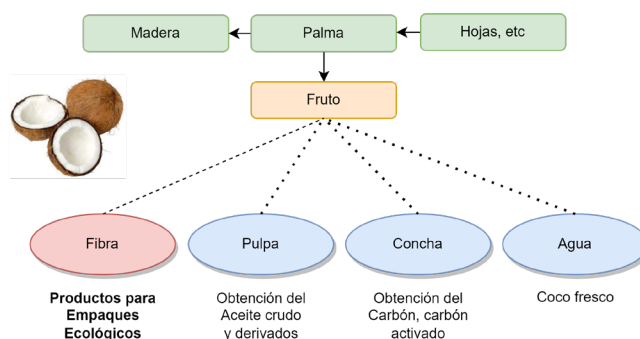 Madera
Palma
Hojas, etc
Fruto
Fibra
Pulpa
Concha
Agua
Productos para
Empaques
Ecológicos
Obtención del
Aceite crudo
y derivados
Obtención del
Carbón, carbón
activado
Coco fresco